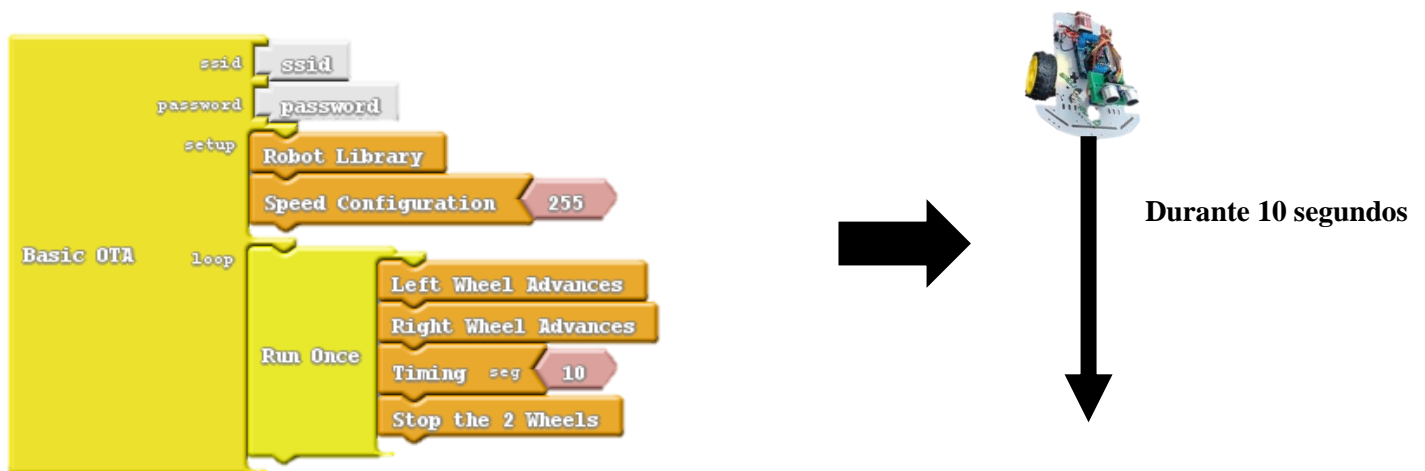 ssid ssid
password password
setup
Robot Library
Speed Configuration 255
Basic OTA
loop
Run Once
Left Wheel Advances
Right Wheel Advances
Timing seg 10
Stop the 2 Wheels
Durante 10 segundos